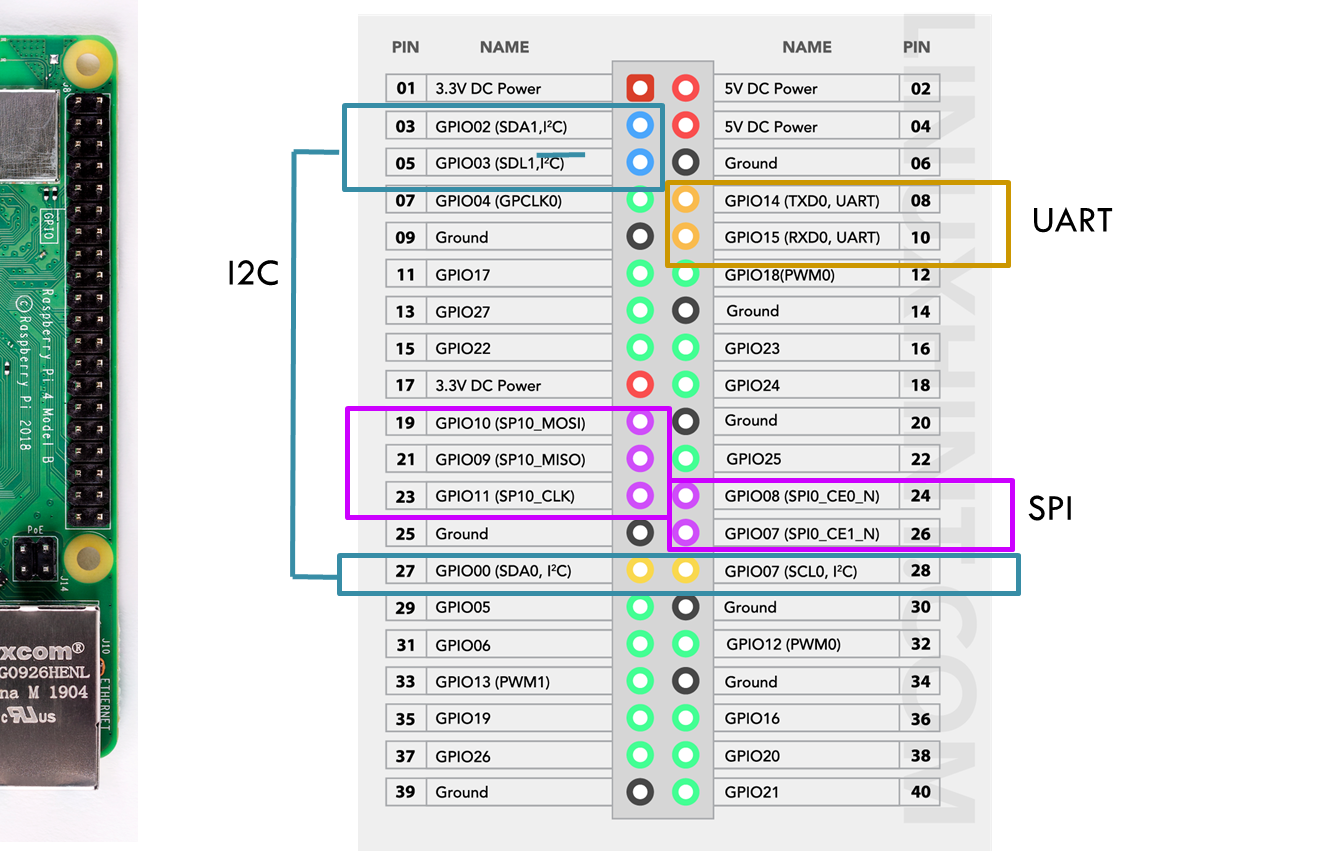 PIN NAME NAME PIN
01 3.3V DC Power 5V DC Power 02
03 GPIO02 (SDA1,I²C) 5V DC Power 04
05 GPIO03 (SDL1,I²C) Ground 06
07 GPIO04 (GPCLK0) GPIO14 (TXD0, UART) 08
09 Ground GPIO15 (RXD0, UART) 10
11 GPIO17 GPIO18(PWM0) 12
13 GPIO27 Ground 14
15 GPIO22 GPIO23 16
17 3.3V DC Power GPIO24 18
19 GPIO10 (SP10_MOSI) Ground 20
21 GPIO09 (SP10_MISO) GPIO25 22
23 GPIO11 (SP10_CLK) GPIO08 (SPI0_CE0_N) 24
25 Ground GPIO07 (SPI0_CE1_N) 26
27 GPIO00 (SDA0, I²C) GPIO07 (SCL0, I²C) 28
29 GPIO05 Ground 30
31 GPIO06 GPIO12 (PWM0) 32
33 GPIO13 (PWM1) Ground 34
35 GPIO19 GPIO16 36
37 GPIO26 GPIO20 38
39 Ground GPIO21 40
I2C
UART
SPI
LINUXHINT.COM
J8
GPIO
Raspberry Pi 4 Model B
© Raspberry Pi 2018
PoE
J14
J10
ETHERNET
xcom®
G0926HENL
na M 1904
c us